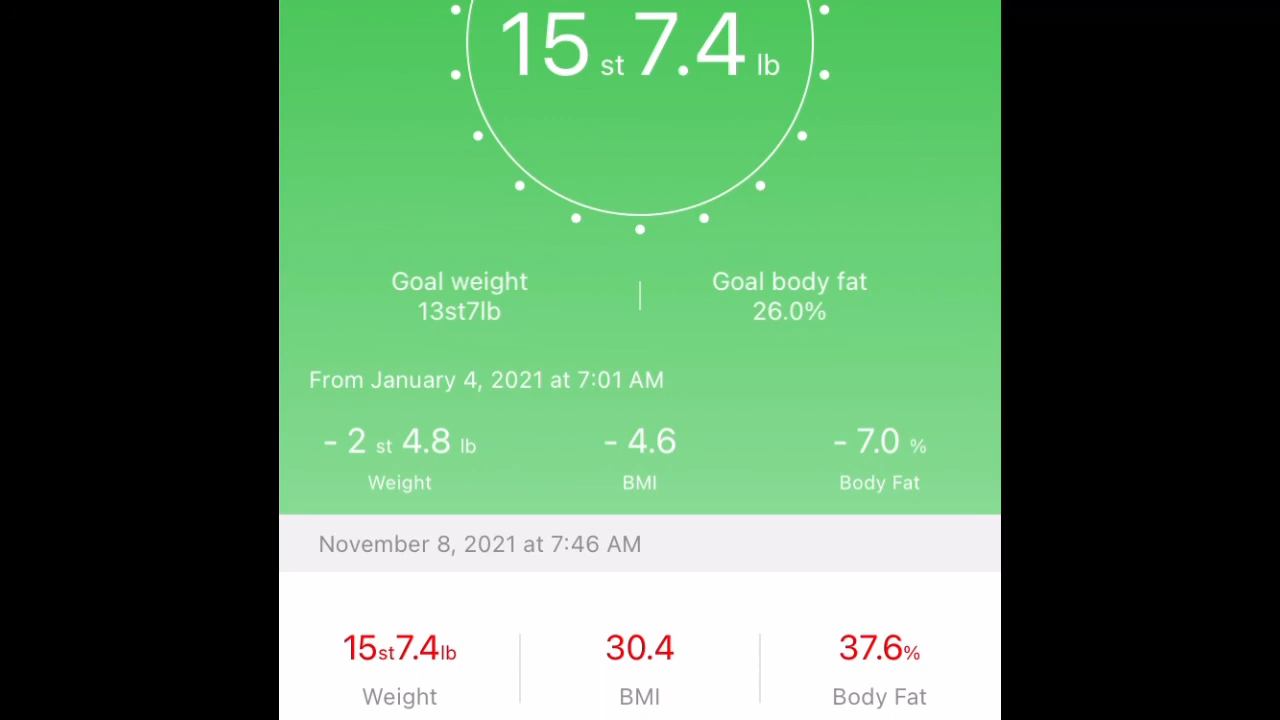 15 st 7.4 lb
Goal weight
13st7lb
Goal body fat
26.0%
From January 4, 2021 at 7:01 AM
- 2 st 4.8 lb
Weight
- 4.6
BMI
- 7.0 %
Body Fat
November 8, 2021 at 7:46 AM
15st7.4lb
Weight
30.4
BMI
37.6%
Body Fat